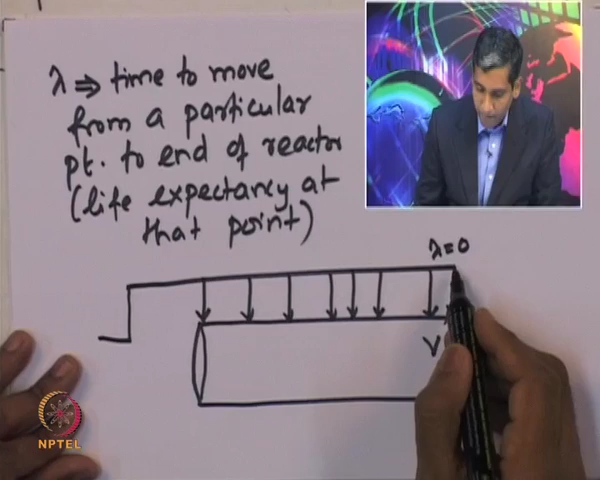 λ ⇒ time to move
from a particular
pt. to end of reactor
(life expectancy at
that point)
λ=0
V
NPTEL